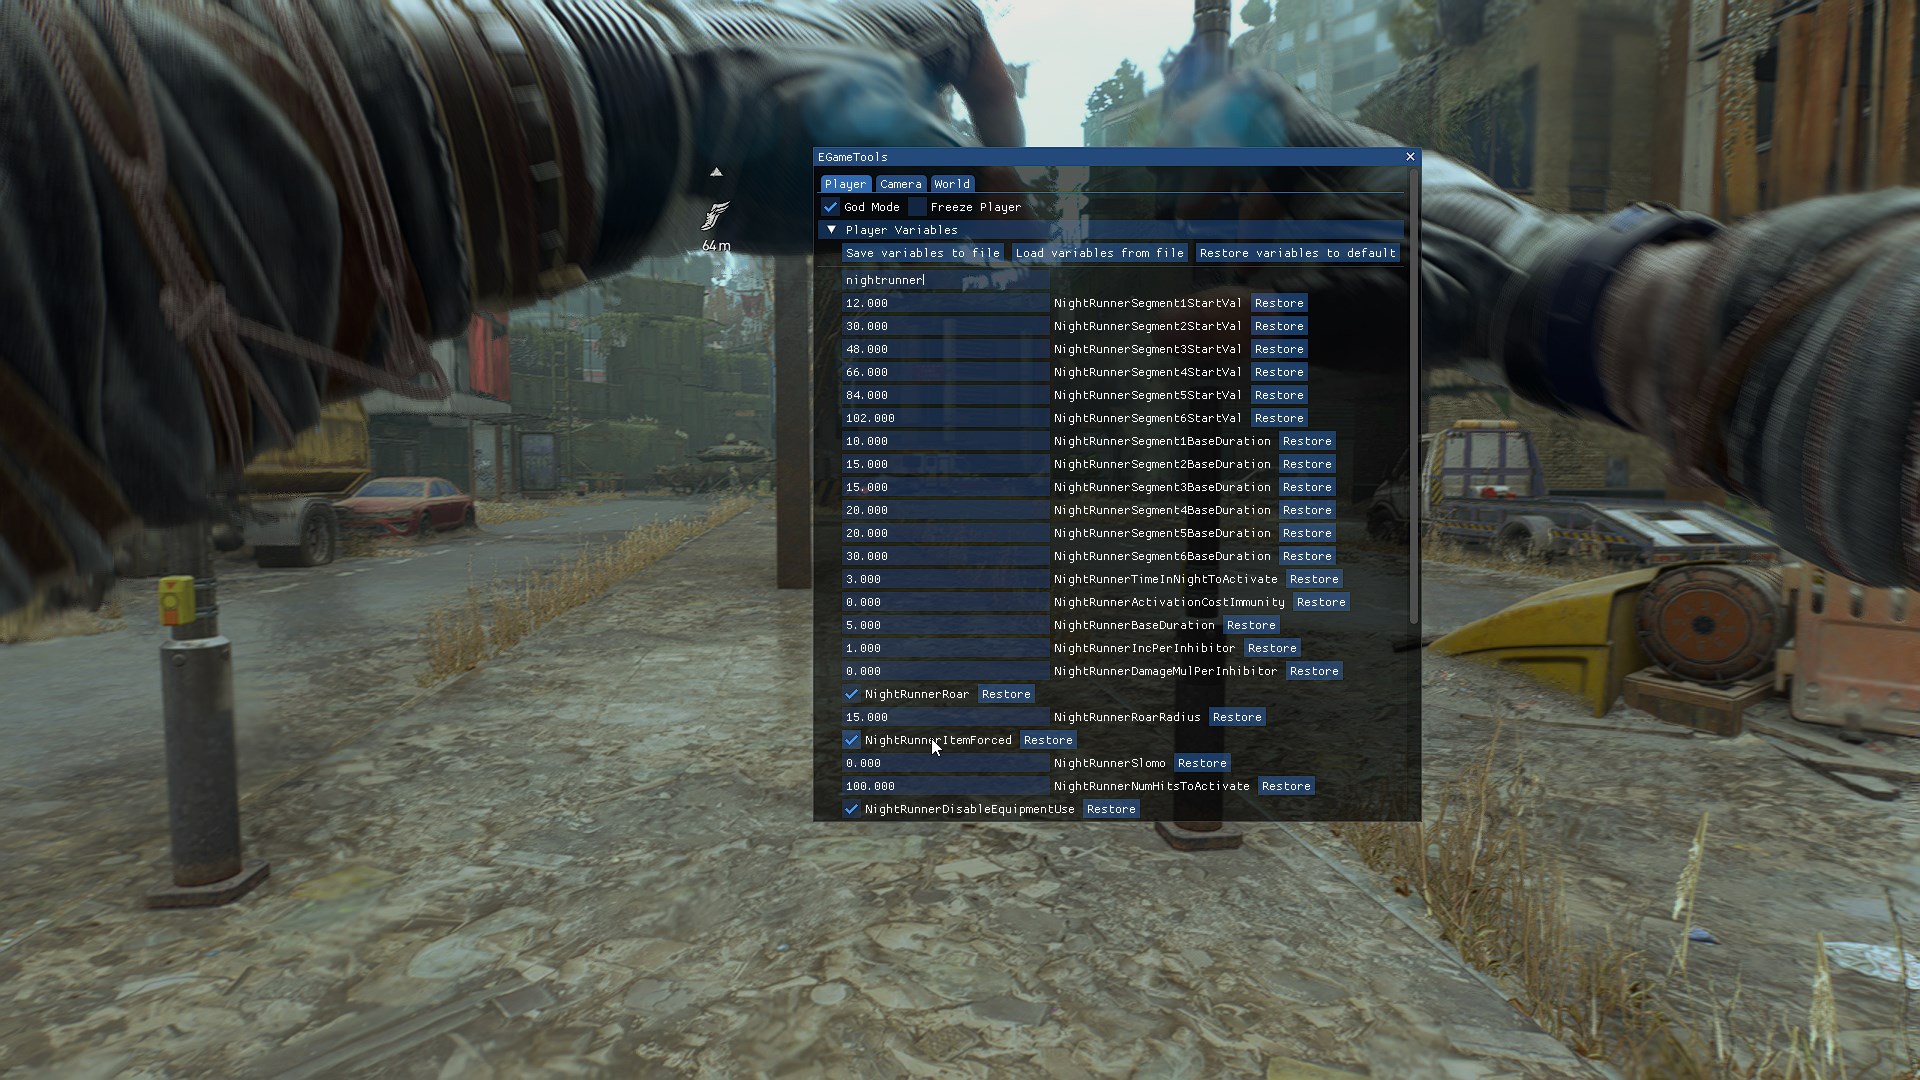 EGameTools
Player Camera World
God Mode Freeze Player
Player Variables
64m
Save variables to file Load variables from file Restore variables to default
nightrunner
12.000 NightRunnerSegment1StartVal Restore
30.000 NightRunnerSegment2StartVal Restore
48.000 NightRunnerSegment3StartVal Restore
66.000 NightRunnerSegment4StartVal Restore
84.000 NightRunnerSegment5StartVal Restore
102.000 NightRunnerSegment6StartVal Restore
10.000 NightRunnerSegment1BaseDuration Restore
15.000 NightRunnerSegment2BaseDuration Restore
15.000 NightRunnerSegment3BaseDuration Restore
20.000 NightRunnerSegment4BaseDuration Restore
20.000 NightRunnerSegment5BaseDuration Restore
30.000 NightRunnerSegment6BaseDuration Restore
3.000 NightRunnerTimeInNightToActivate Restore
0.000 NightRunnerActivationCostImmunity Restore
5.000 NightRunnerBaseDuration Restore
1.000 NightRunnerIncPerInhibitor Restore
0.000 NightRunnerDamageMulPerInhibitor Restore
NightRunnerRoar Restore
15.000 NightRunnerRoarRadius Restore
NightRunnerItemForced Restore
0.000 NightRunnerSlomo Restore
100.000 NightRunnerNumHitsToActivate Restore
NightRunnerDisableEquipmentUse Restore